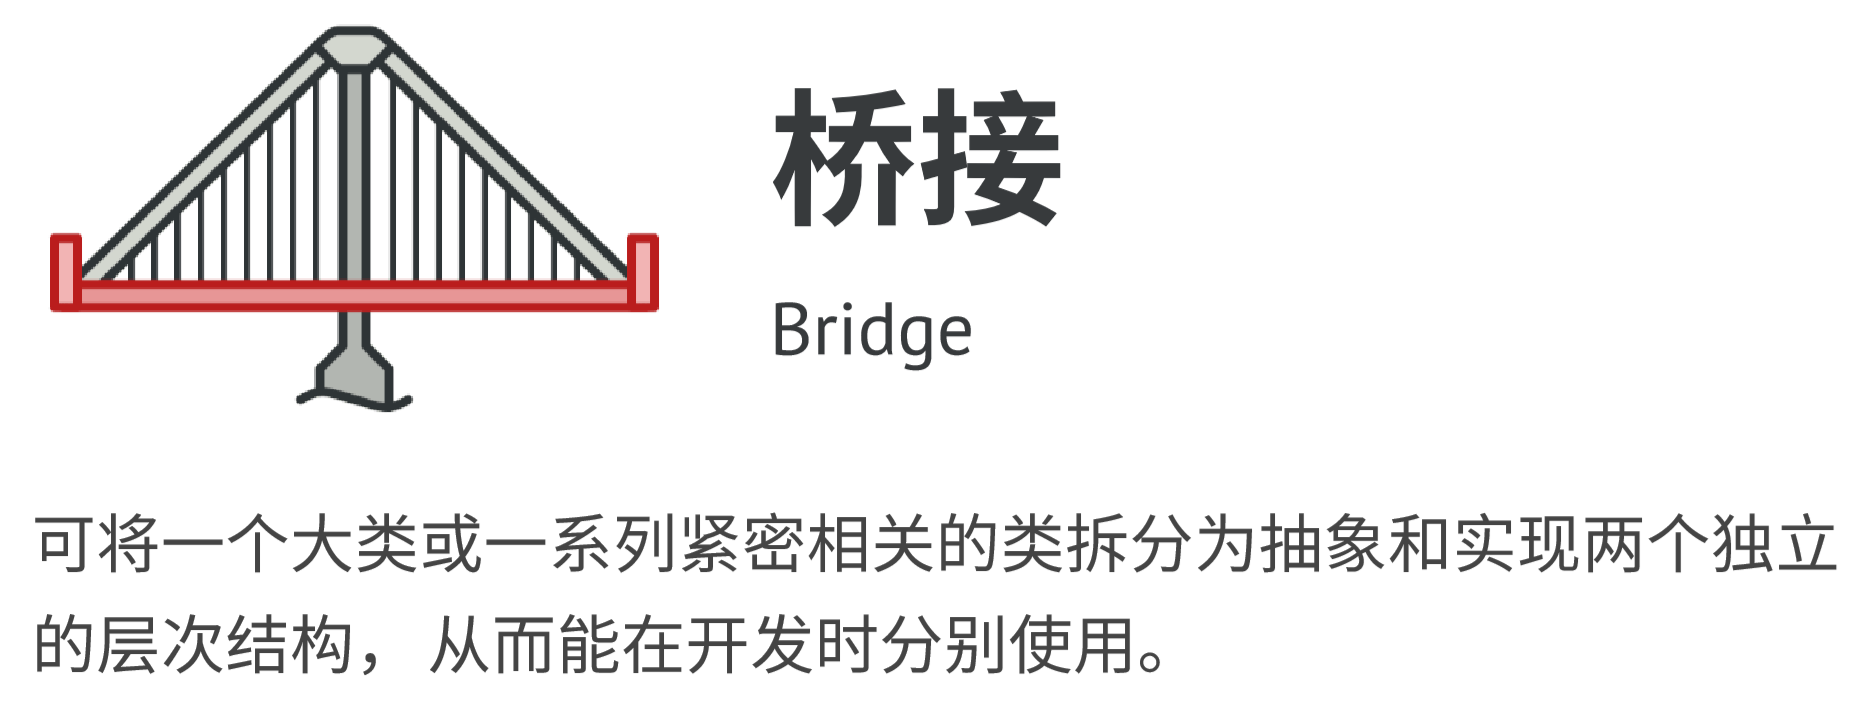 桥接
Bridge
可将一个大类或一系列紧密相关的类拆分为抽象和实现两个独立
的层次结构， 从而能在开发时分别使用。